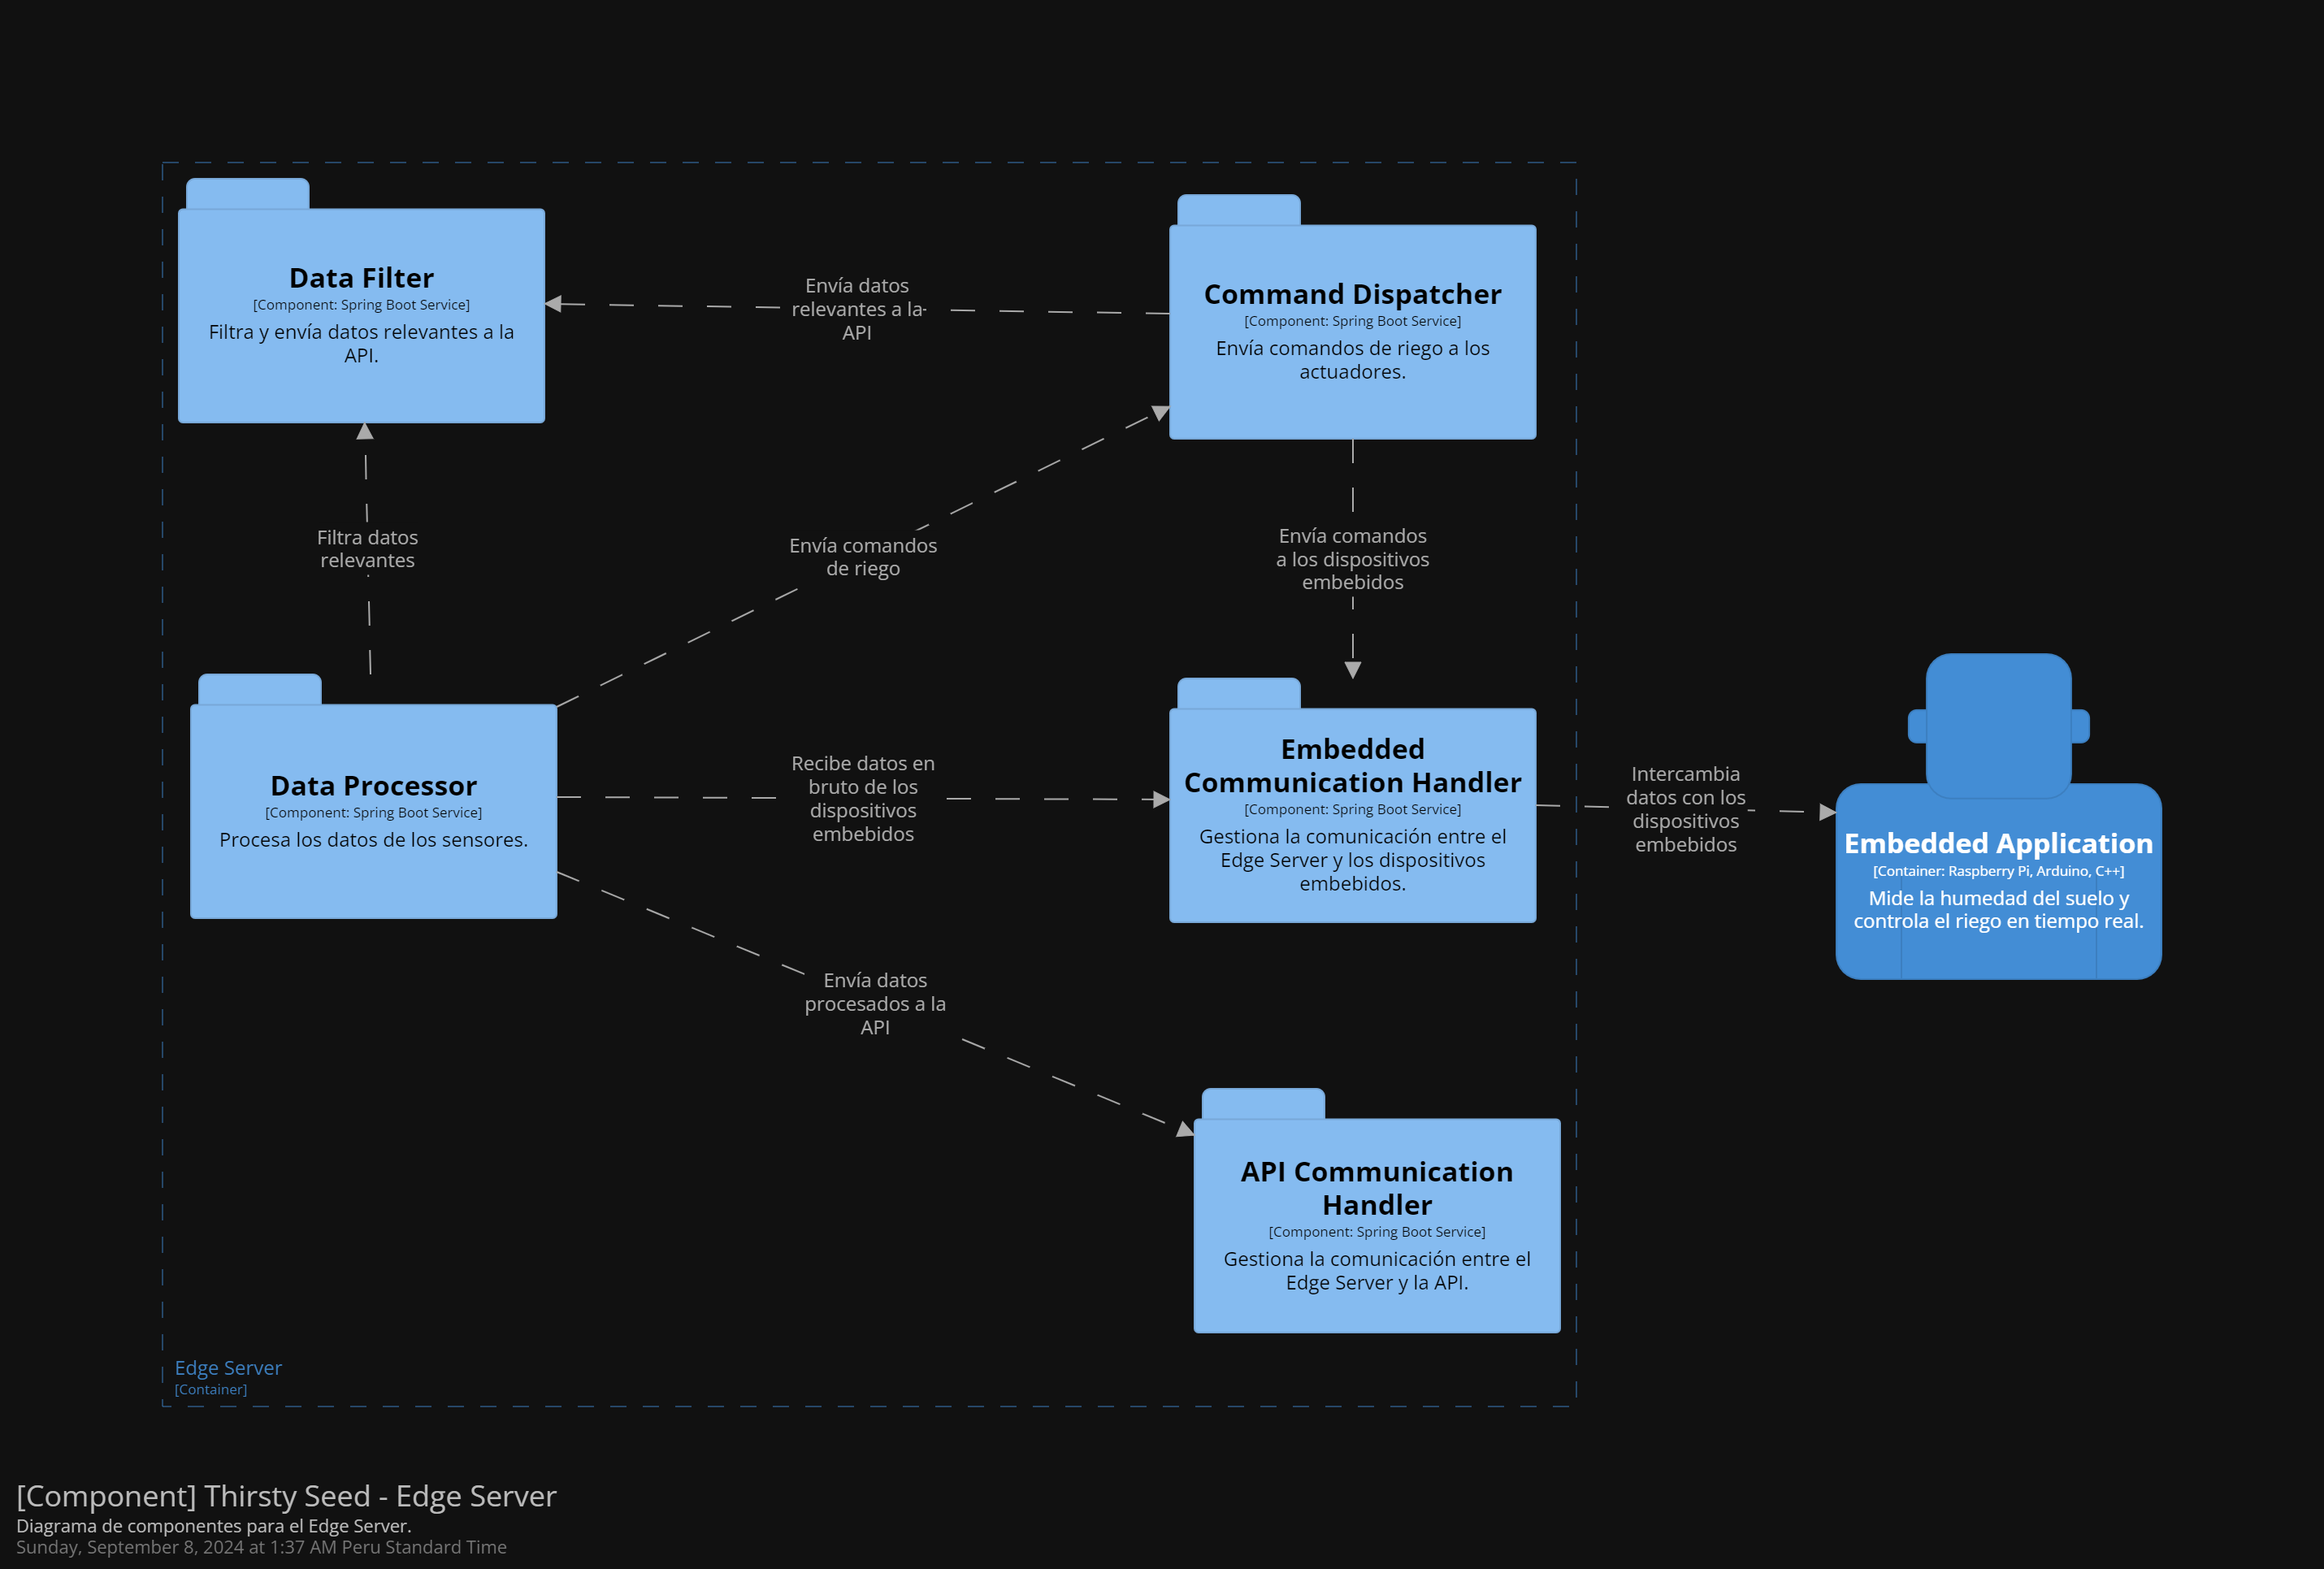 Data Filter
[Component: Spring Boot Service]
Filtra y envía datos relevantes a la
API.
Envía datos
relevantes a la
API
Command Dispatcher
[Component: Spring Boot Service]
Envía comandos de riego a los
actuadores.
Filtra datos
relevantes
Envía comandos
de riego
Envía comandos
a los dispositivos
embebidos
Data Processor
[Component: Spring Boot Service]
Procesa los datos de los sensores.
Recibe datos en
bruto de los
dispositivos
embebidos
Embedded
Communication Handler
[Component: Spring Boot Service]
Gestiona la comunicación entre el
Edge Server y los dispositivos
embebidos.
Intercambia
datos con los
dispositivos
embebidos
Embedded Application
[Container: Raspberry Pi, Arduino, C++]
Mide la humedad del suelo y
controla el riego en tiempo real.
Envía datos
procesados a la
API
API Communication
Handler
[Component: Spring Boot Service]
Gestiona la comunicación entre el
Edge Server y la API.
Edge Server
[Container]
[Component] Thirsty Seed - Edge Server
Diagrama de componentes para el Edge Server.
Sunday, September 8, 2024 at 1:37 AM Peru Standard Time